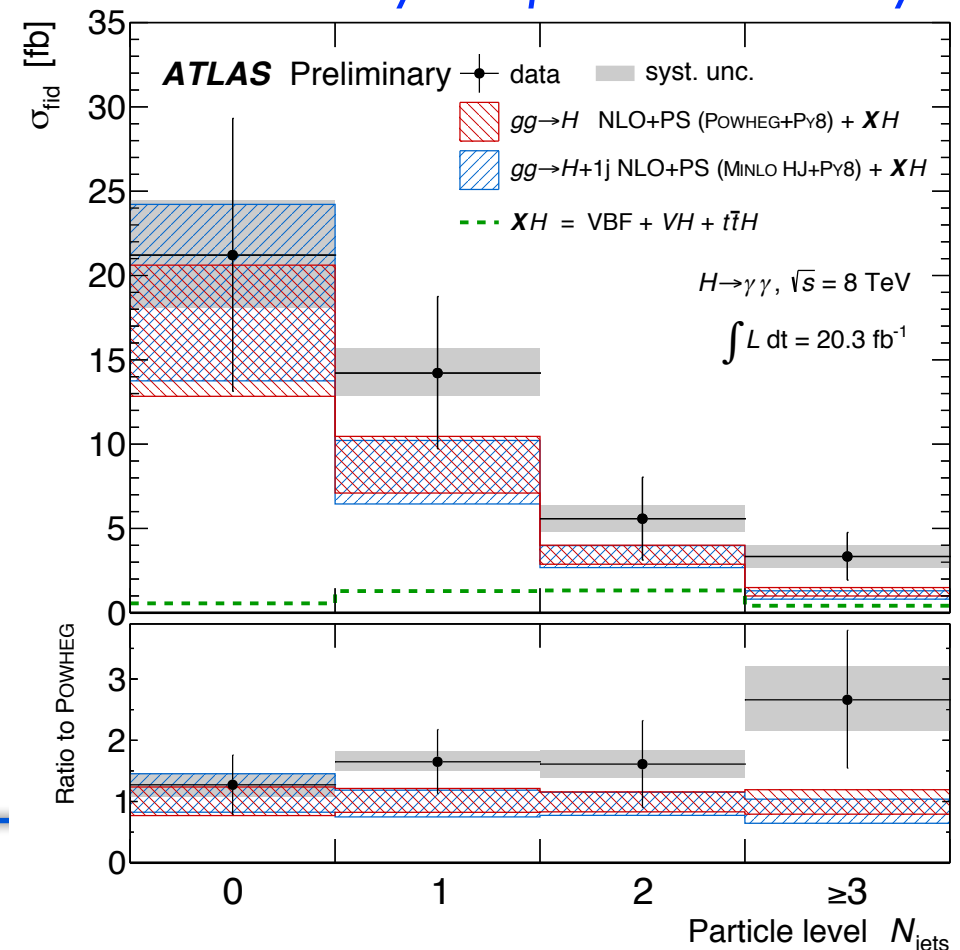 35
σfid [fb]
ATLAS Preliminary
data
syst. unc.
30
gg→H NLO+PS (POWHEG+PY8) + XH
gg→H+1j NLO+PS (MINLO HJ+PY8) + XH
25
XH = VBF + VH + tt̄H
20
H→γγ, √s = 8 TeV
∫ L dt = 20.3 fb⁻¹
15
10
5
0
Ratio to POWHEG
3
2
1
0
0 1 2 ≥3
Particle level Njets